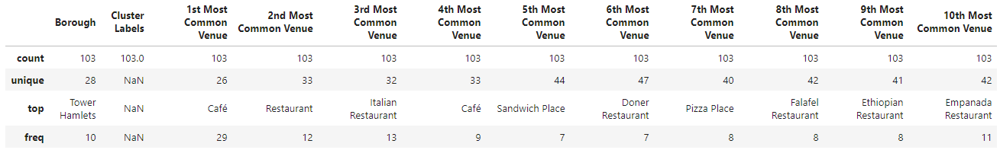 Borough Cluster Labels 1st Most Common Venue 2nd Most Common Venue 3rd Most Common Venue 4th Most Common Venue 5th Most Common Venue 6th Most Common Venue 7th Most Common Venue 8th Most Common Venue 9th Most Common Venue 10th Most Common Venue
count 103 103.0 103 103 103 103 103 103 103 103 103 103
unique 28 NaN 26 33 32 33 44 47 40 42 41 42
top Tower Hamlets NaN Café Restaurant Italian Restaurant Café Sandwich Place Doner Restaurant Pizza Place Falafel Restaurant Ethiopian Restaurant Empanada Restaurant
freq 10 NaN 29 12 13 9 7 7 8 8 8 11